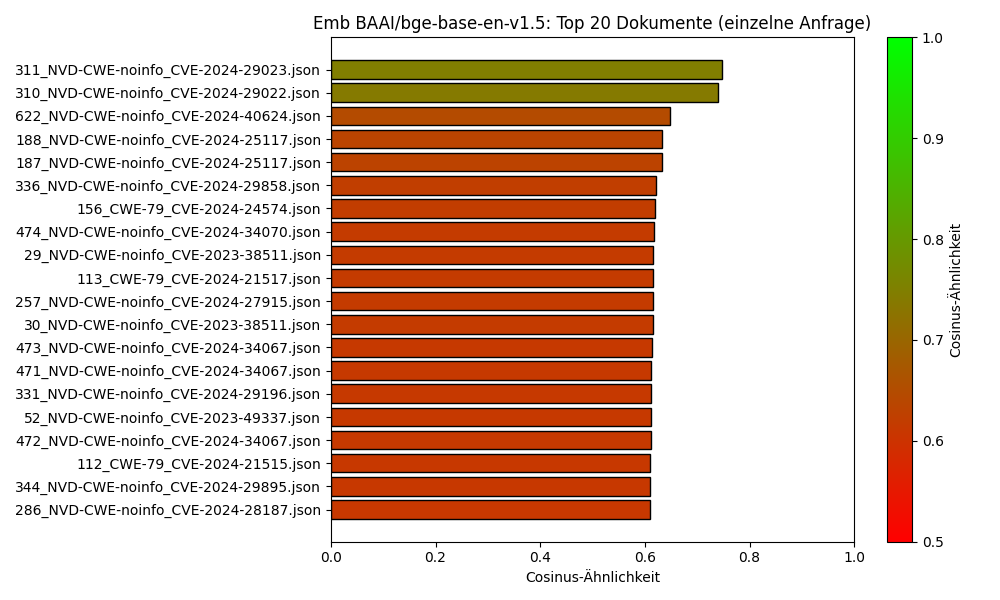 Emb BAAI/bge-base-en-v1.5: Top 20 Dokumente (einzelne Anfrage)
311_NVD-CWE-noinfo_CVE-2024-29023.json
310_NVD-CWE-noinfo_CVE-2024-29022.json
622_NVD-CWE-noinfo_CVE-2024-40624.json
188_NVD-CWE-noinfo_CVE-2024-25117.json
187_NVD-CWE-noinfo_CVE-2024-25117.json
336_NVD-CWE-noinfo_CVE-2024-29858.json
156_CWE-79_CVE-2024-24574.json
474_NVD-CWE-noinfo_CVE-2024-34070.json
29_NVD-CWE-noinfo_CVE-2023-38511.json
113_CWE-79_CVE-2024-21517.json
257_NVD-CWE-noinfo_CVE-2024-27915.json
30_NVD-CWE-noinfo_CVE-2023-38511.json
473_NVD-CWE-noinfo_CVE-2024-34067.json
471_NVD-CWE-noinfo_CVE-2024-34067.json
331_NVD-CWE-noinfo_CVE-2024-29196.json
52_NVD-CWE-noinfo_CVE-2023-49337.json
472_NVD-CWE-noinfo_CVE-2024-34067.json
112_CWE-79_CVE-2024-21515.json
344_NVD-CWE-noinfo_CVE-2024-29895.json
286_NVD-CWE-noinfo_CVE-2024-28187.json
0.0 0.2 0.4 0.6 0.8 1.0
Cosinus-Ähnlichkeit
1.0
0.9
0.8
0.7
0.6
0.5
Cosinus-Ähnlichkeit